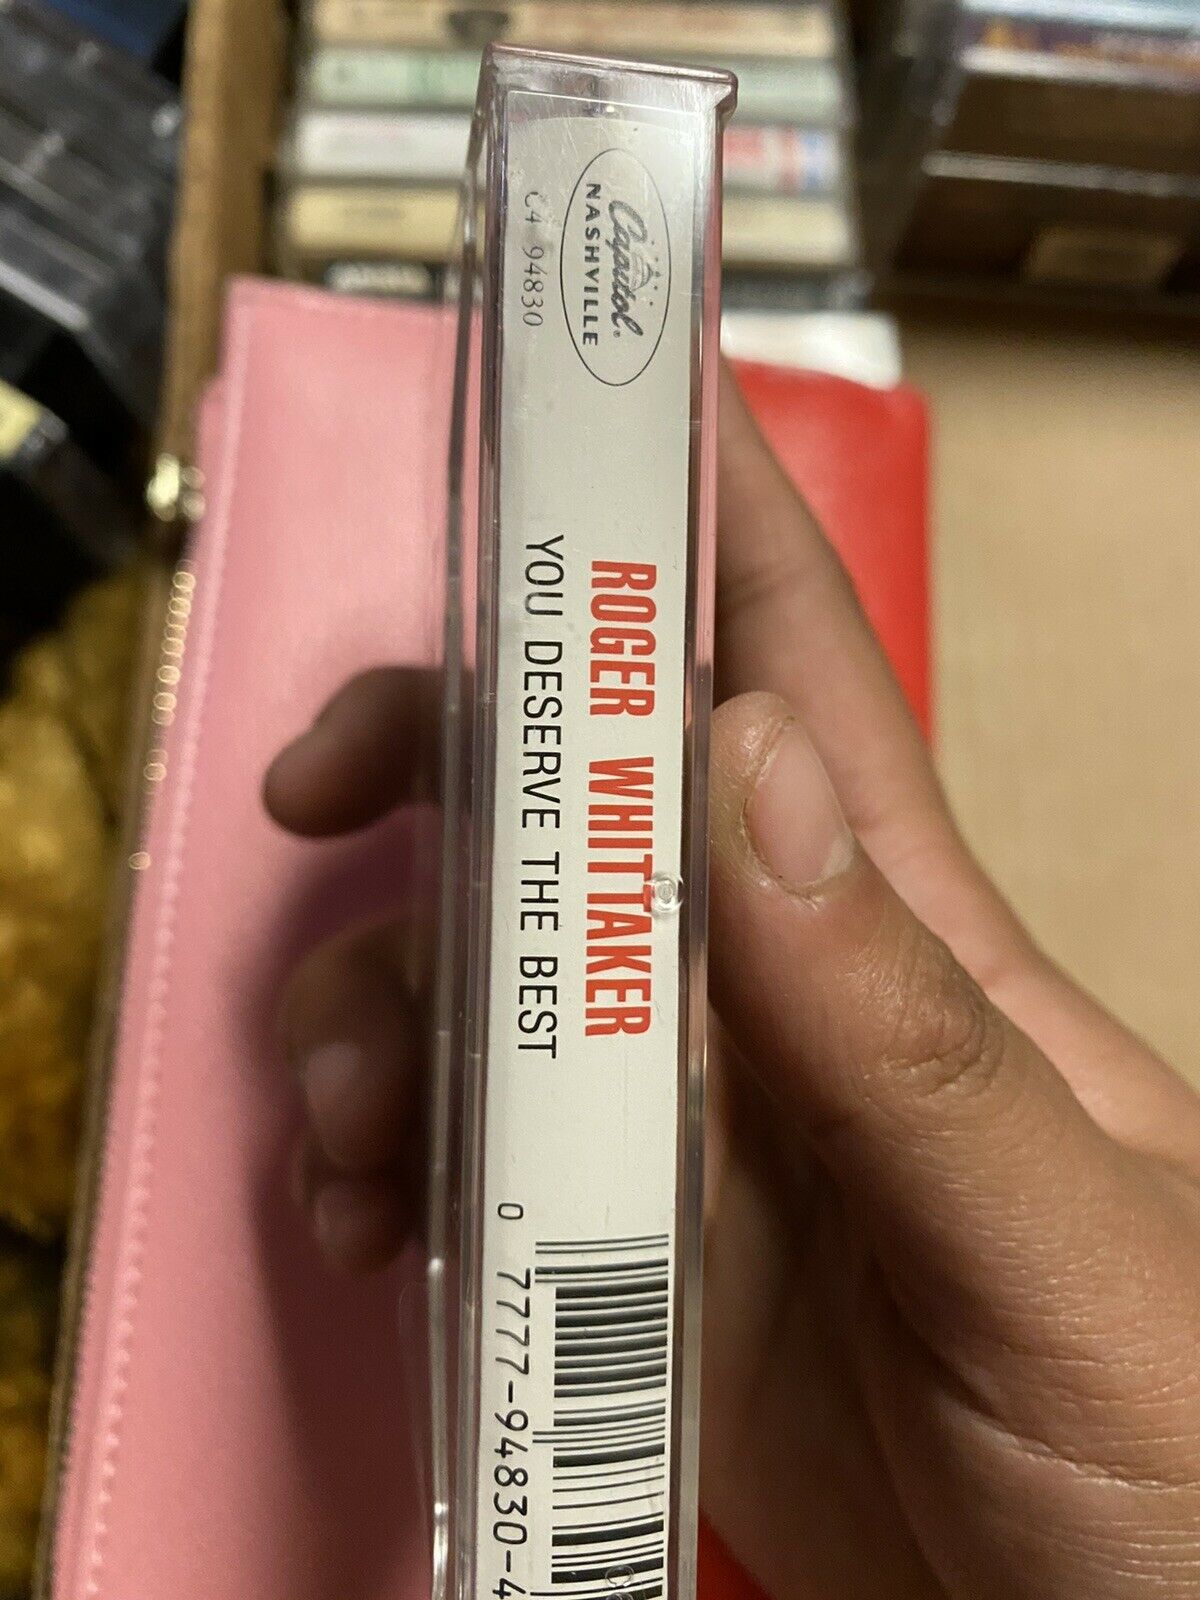 Capitol®
NASHVILLE
C4 94830
ROGER WHITTAKER
YOU DESERVE THE BEST
0 7777-94830-4